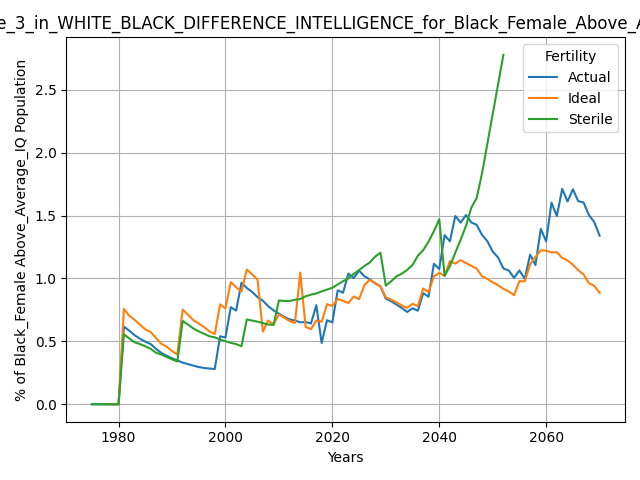 e_3_in_WHITE_BLACK_DIFFERENCE_INTELLIGENCE_for_Black_Female_Above_A
Fertility
Actual
Ideal
Sterile
% of Black_Female Above_Average_IQ Population
2.5
2.0
1.5
1.0
0.5
0.0
1980 2000 2020 2040 2060
Years